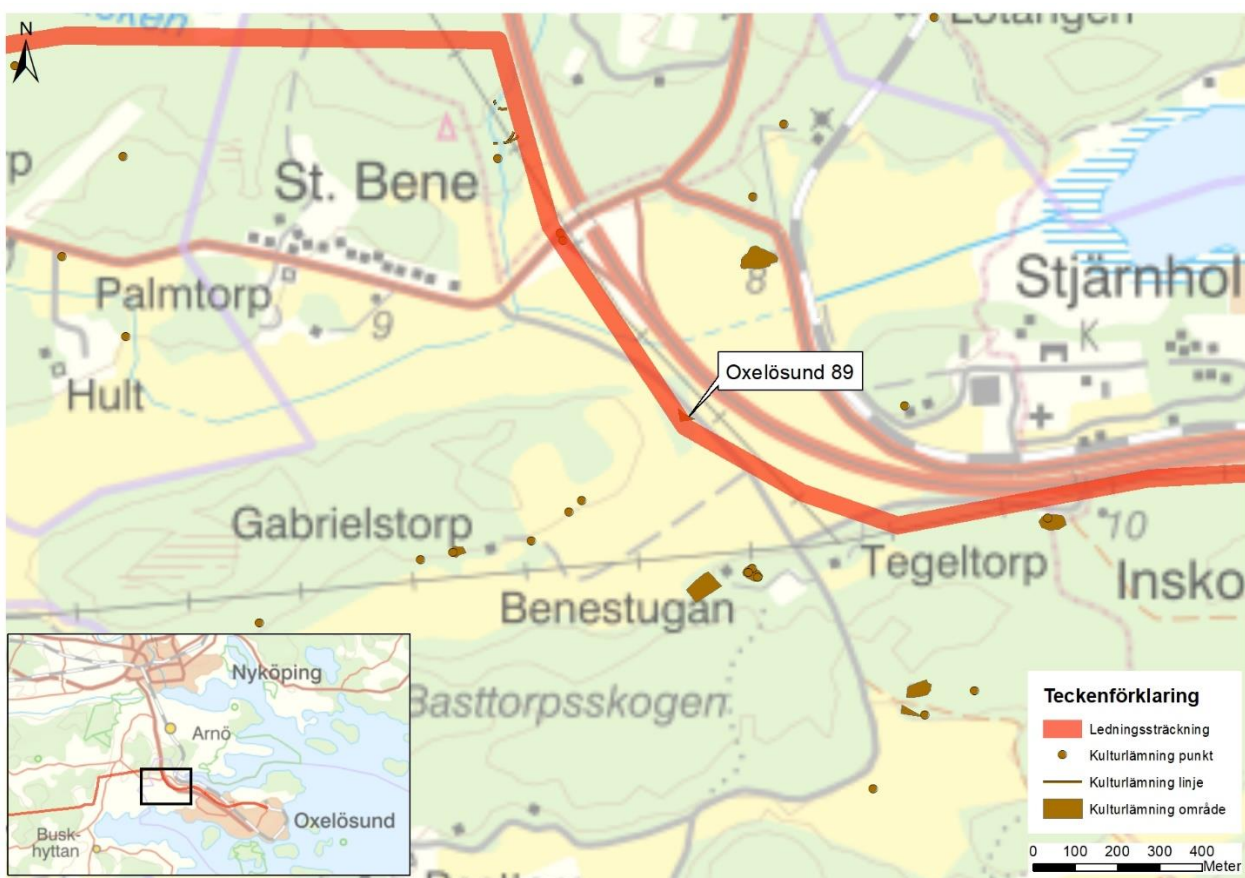 N
Lötängen
St. Bene
Palmtorp
9
8
Stjärnhol
K
Hult
Oxelösund 89
Gabrielstorp
Benestugan
Tegeltorp
10
Insko
Basttorpsskogen
Nyköping
Arnö
Oxelösund
Busk-
hyttan
Teckenförklaring
Ledningssträckning
Kulturlämning punkt
Kulturlämning linje
Kulturlämning område
0 100 200 300 400
Meter